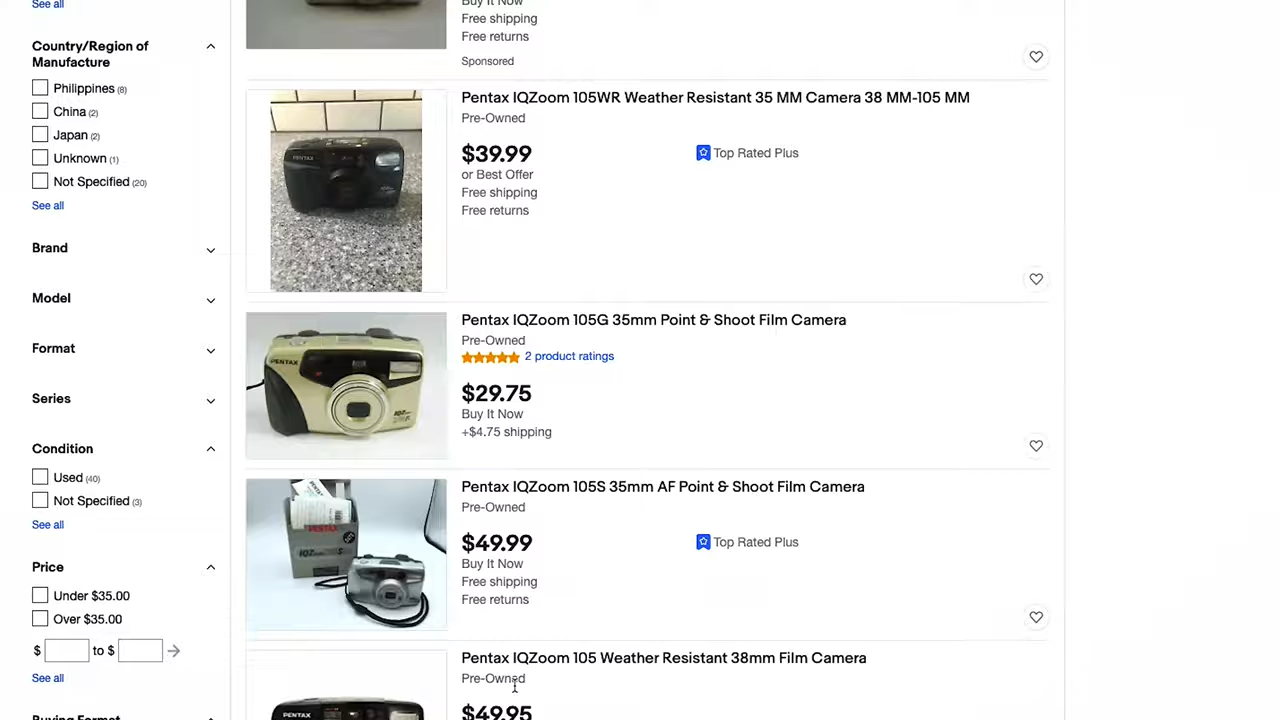 See all
Country/Region of
Manufacture
Philippines (8)
China (2)
Japan (2)
Unknown (1)
Not Specified (20)
See all
Brand
Model
Format
Series
Condition
Used (40)
Not Specified (3)
See all
Price
Under $35.00
Over $35.00
$ to $
See all
Buying Format
Buy It Now
Free shipping
Free returns
Sponsored
Pentax IQZoom 105WR Weather Resistant 35 MM Camera 38 MM-105 MM
Pre-Owned
$39.99
Top Rated Plus
or Best Offer
Free shipping
Free returns
PENTAX
Pentax IQZoom 105G 35mm Point & Shoot Film Camera
Pre-Owned
2 product ratings
$29.75
Buy It Now
+$4.75 shipping
PENTAX
Pentax IQZoom 105S 35mm AF Point & Shoot Film Camera
Pre-Owned
$49.99
Top Rated Plus
Buy It Now
Free shipping
Free returns
PENTAX
PENTAX
Pentax IQZoom 105 Weather Resistant 38mm Film Camera
Pre-Owned
$49.95
PENTAX